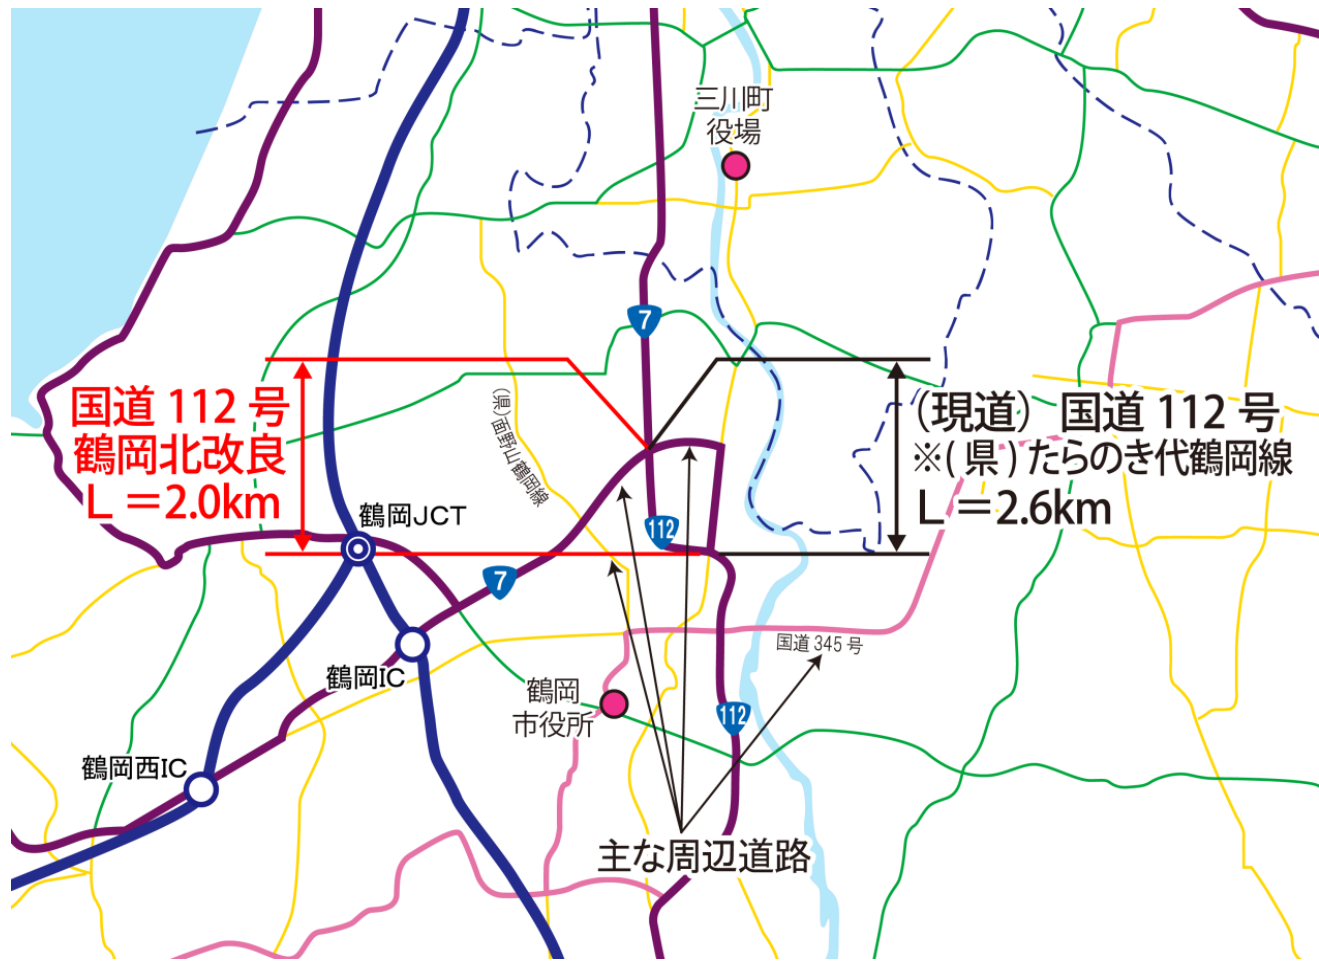 三川町
役場
7
国道 112 号
鶴岡北改良
L =2.0km
(県)面野山鶴岡線
(現道) 国道 112 号
※( 県 ) たらのき代鶴岡線
L =2.6km
鶴岡JCT
112
7
国道 345 号
鶴岡IC
鶴岡
市役所
112
鶴岡西IC
主な周辺道路